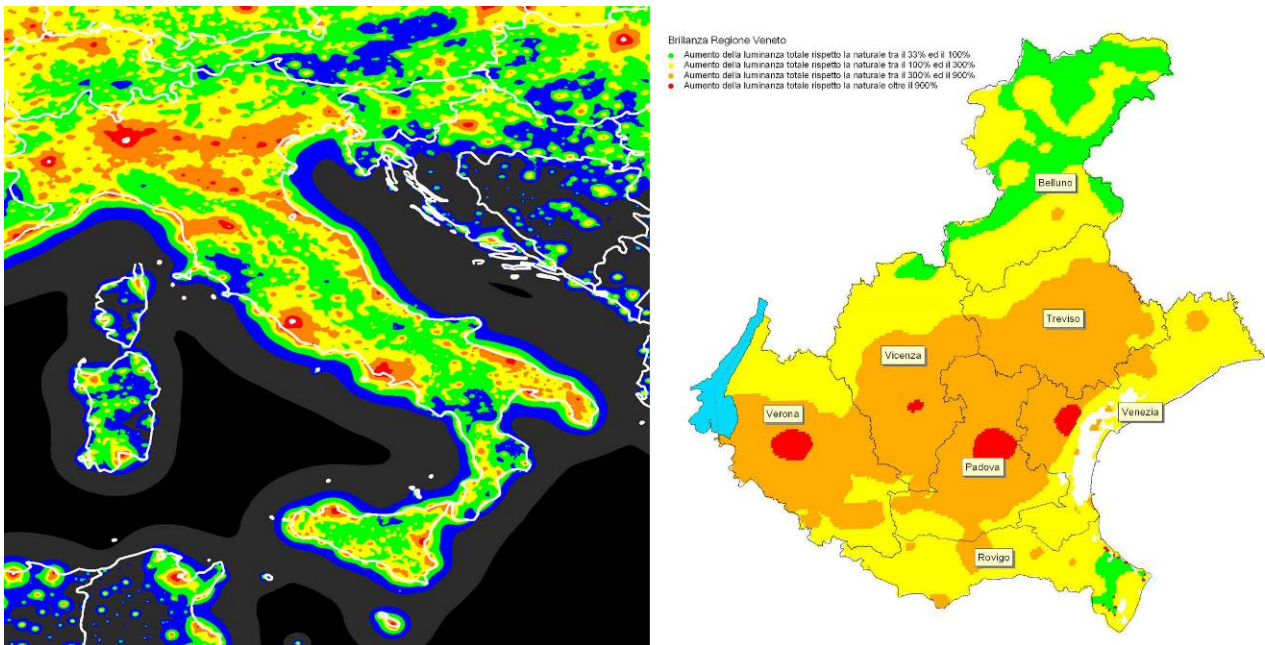 Brillanza Regione Veneto
Aumento della luminanza totale rispetto la naturale tra il 33% ed il 100%
Aumento della luminanza totale rispetto la naturale tra il 100% ed il 300%
Aumento della luminanza totale rispetto la naturale tra il 300% ed il 900%
Aumento della luminanza totale rispetto la naturale oltre il 900%
Belluno
Treviso
Vicenza
Verona
Venezia
Padova
Rovigo